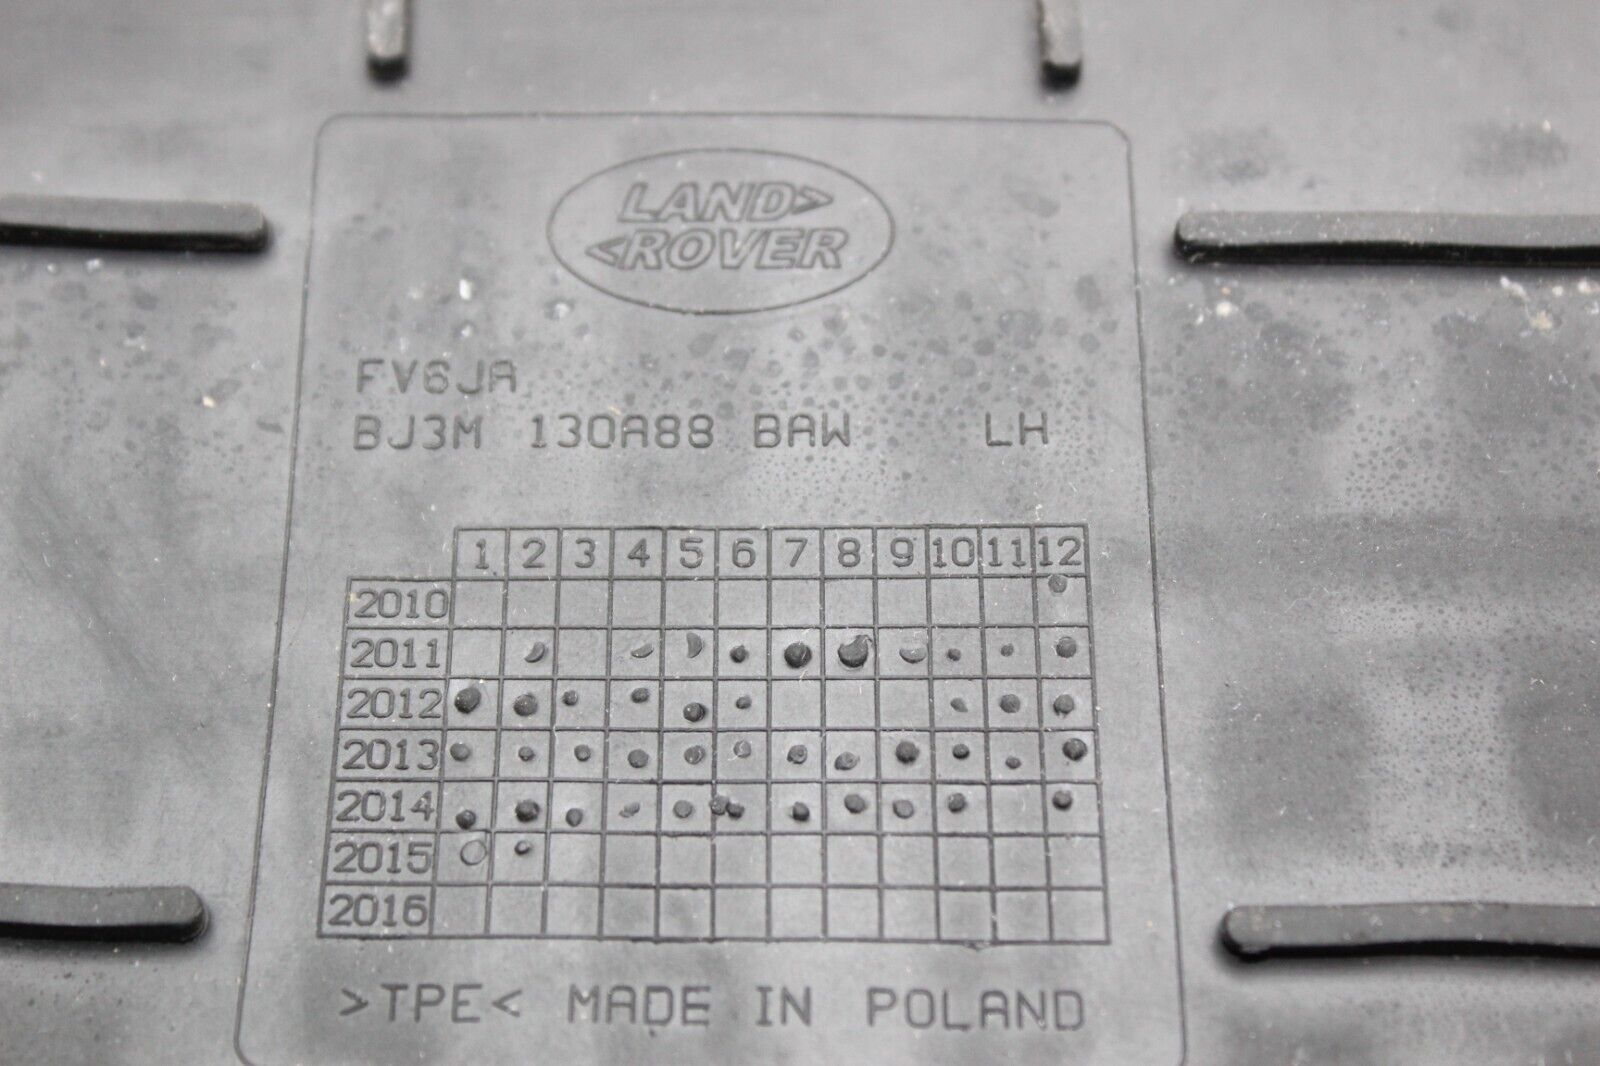 LAND>
<ROVER
FV6JA
BJ3M 130A88 BAW LH
1 2 3 4 5 6 7 8 9 10 11 12
2010
2011
2012
2013
2014
2015
2016
>TPE< MADE IN POLAND